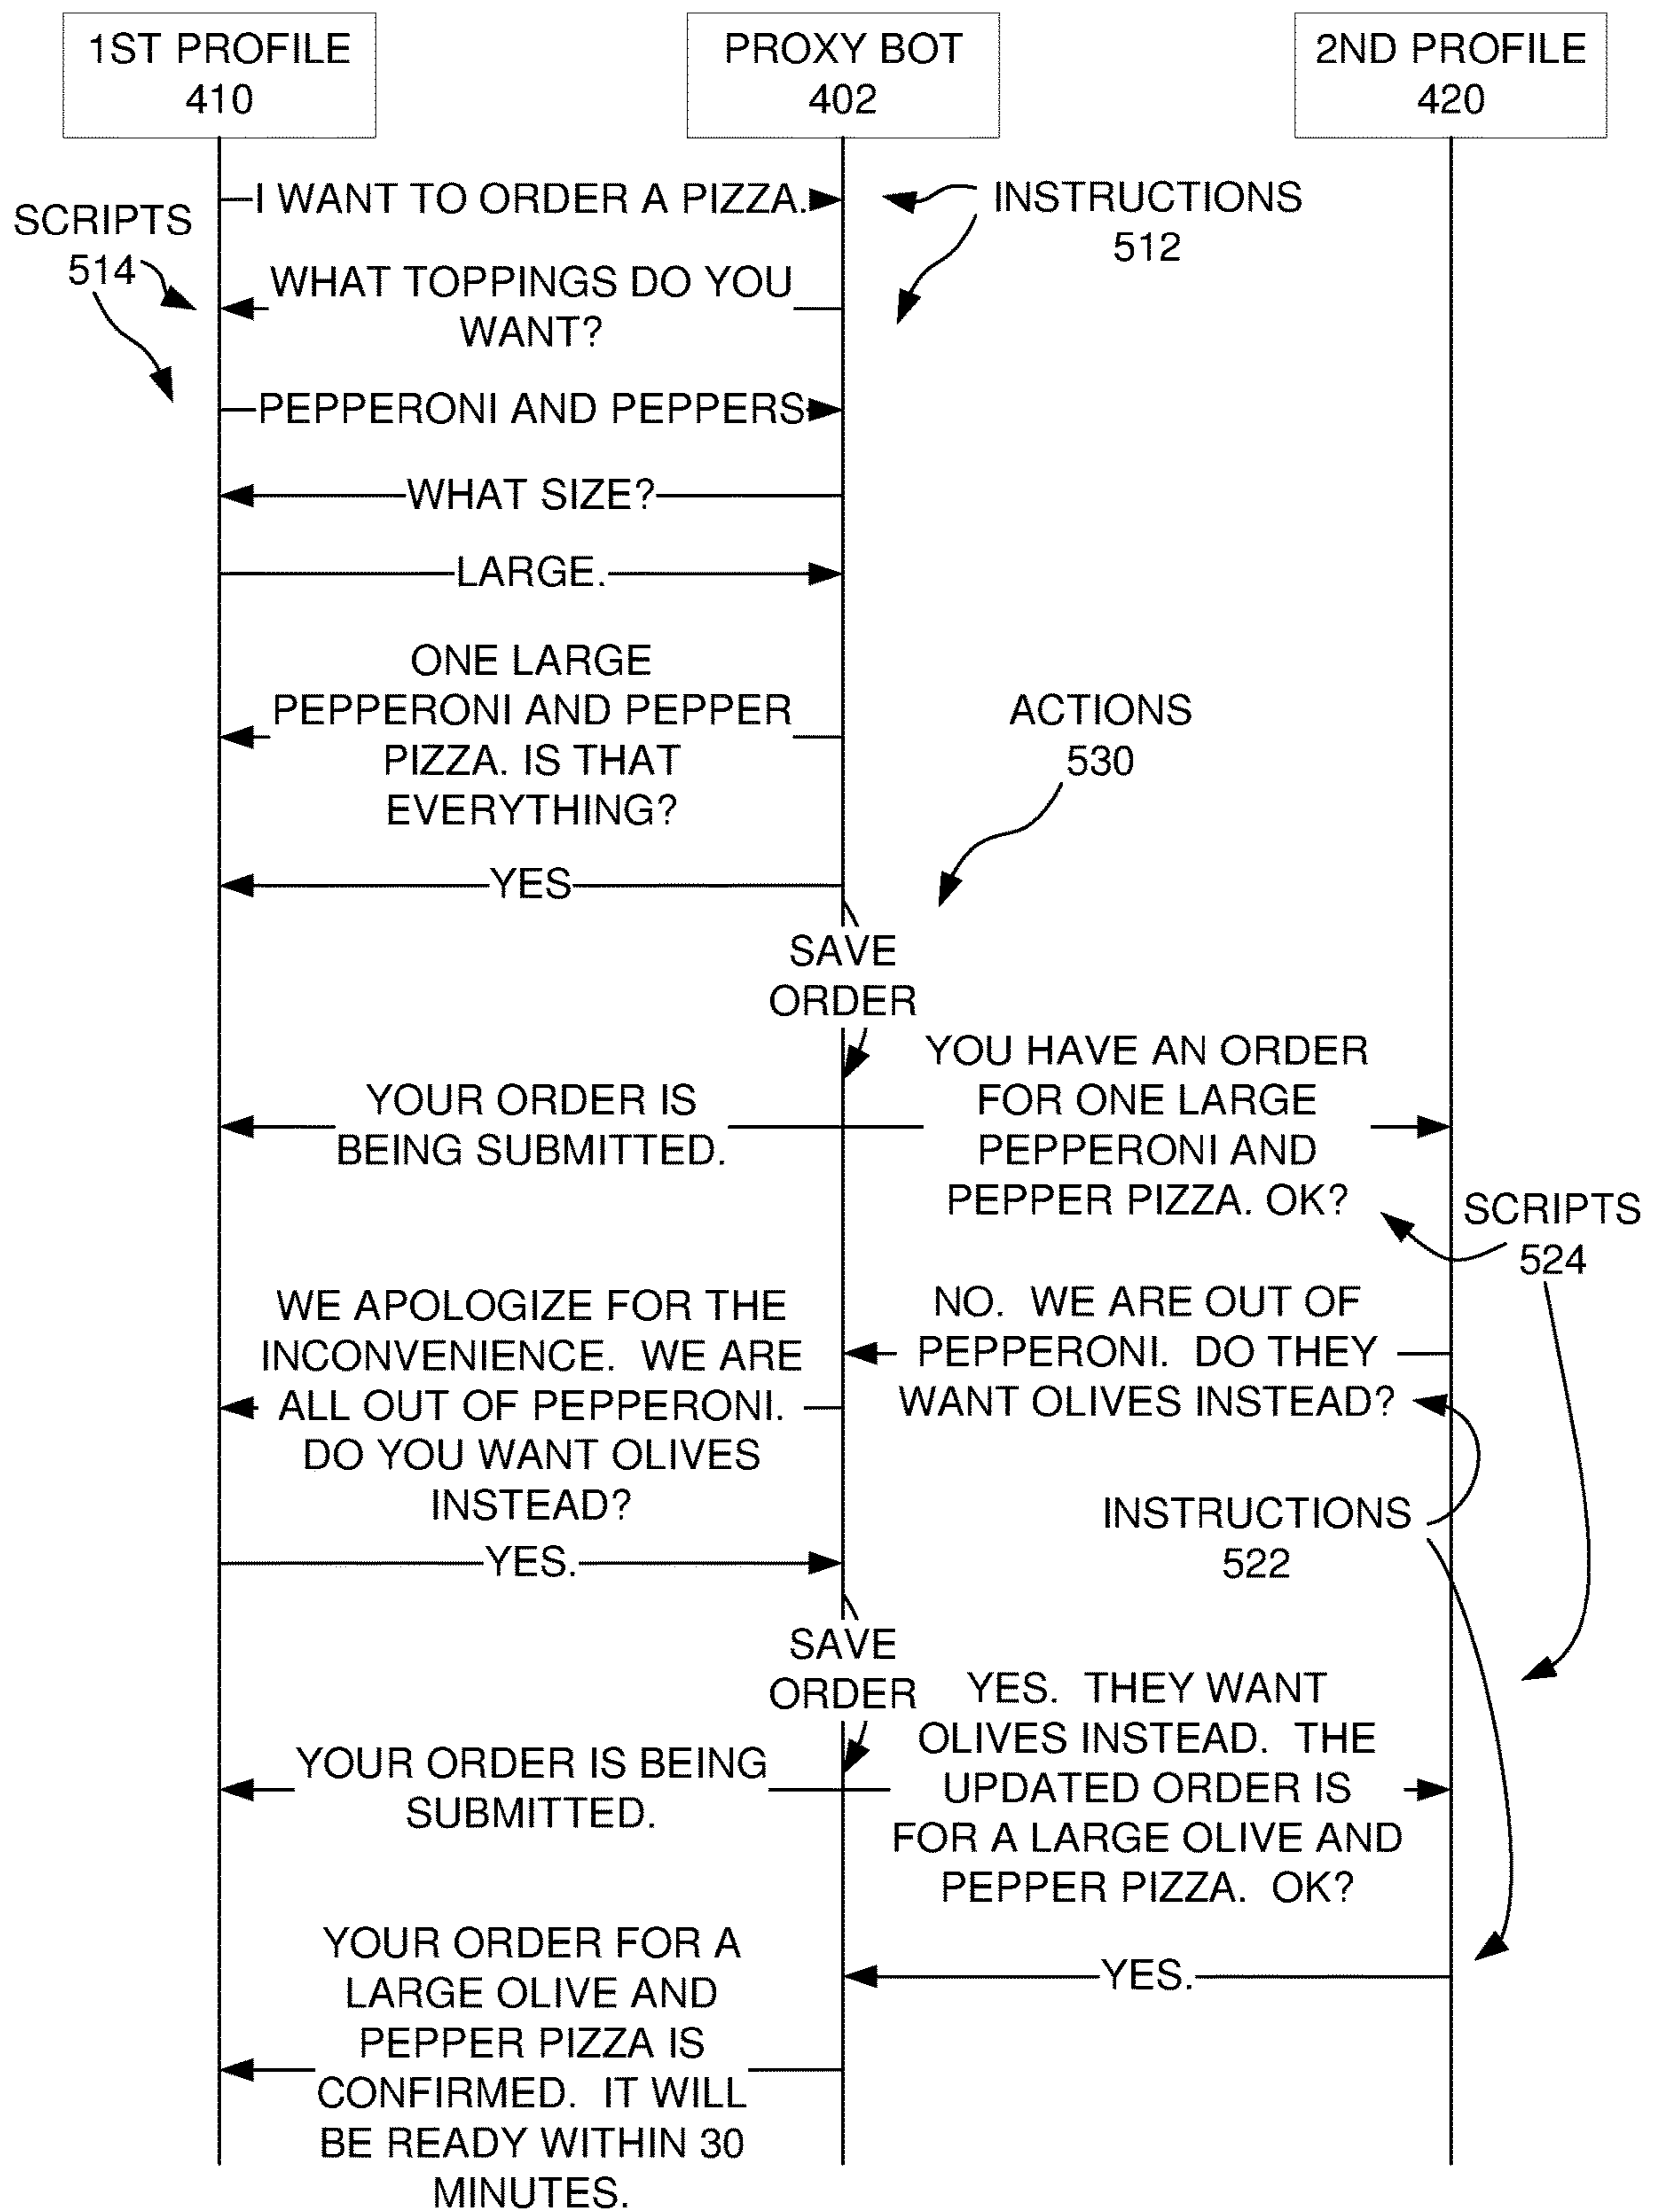 1ST PROFILE
410
PROXY BOT
402
2ND PROFILE
420
I WANT TO ORDER A PIZZA.
INSTRUCTIONS
512
SCRIPTS
514
WHAT TOPPINGS DO YOU
WANT?
PEPPERONI AND PEPPERS
WHAT SIZE?
LARGE.
ONE LARGE
PEPPERONI AND PEPPER
PIZZA. IS THAT
EVERYTHING?
ACTIONS
530
YES
SAVE
ORDER
YOUR ORDER IS
BEING SUBMITTED.
YOU HAVE AN ORDER
FOR ONE LARGE
PEPPERONI AND
PEPPER PIZZA. OK?
SCRIPTS
524
NO. WE ARE OUT OF
PEPPERONI. DO THEY
WANT OLIVES INSTEAD?
WE APOLOGIZE FOR THE
INCONVENIENCE. WE ARE
ALL OUT OF PEPPERONI.
DO YOU WANT OLIVES
INSTEAD?
INSTRUCTIONS
522
YES.
SAVE
ORDER
YOUR ORDER IS BEING
SUBMITTED.
YES. THEY WANT
OLIVES INSTEAD. THE
UPDATED ORDER IS
FOR A LARGE OLIVE AND
PEPPER PIZZA. OK?
YES.
YOUR ORDER FOR A
LARGE OLIVE AND
PEPPER PIZZA IS
CONFIRMED. IT WILL
BE READY WITHIN 30
MINUTES.